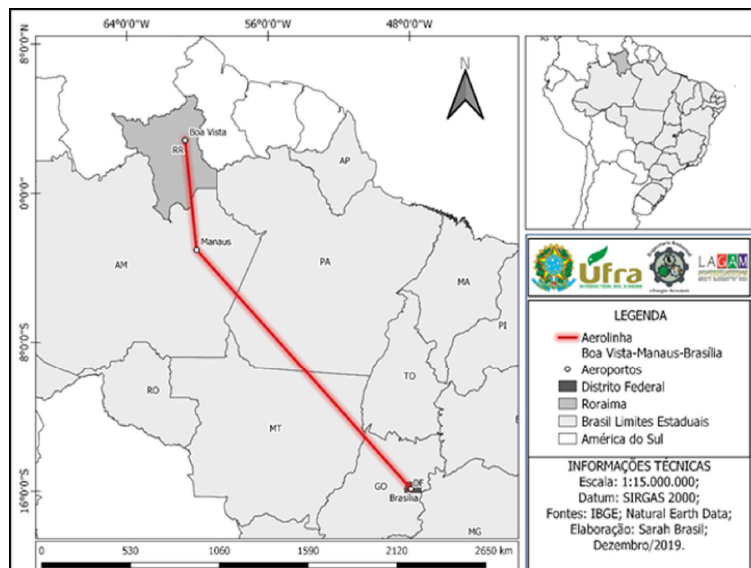 64°0'0"W 56°0'0"W 48°0'0"W
8°0'0"N
0°0'0"
8°0'0"S
16°0'0"S
N
Boa Vista
RR
AP
Manaus
AM
PA
MA
PI
TO
RO
MT
GO
DF
Brasília
MG
0 530 1060 1590 2120 2650 km
Ufra
LAGAM
LEGENDA
Aerolinha
Boa Vista-Manaus-Brasília
Aeroportos
Distrito Federal
Roraima
Brasil Limites Estaduais
América do Sul
INFORMAÇÕES TÉCNICAS
Escala: 1:15.000.000;
Datum: SIRGAS 2000;
Fontes: IBGE; Natural Earth Data;
Elaboração: Sarah Brasil;
Dezembro/2019.